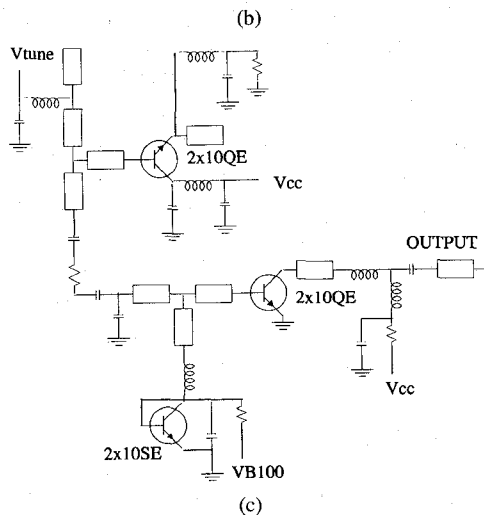 (b)
Vtune
2x10QE
Vcc
OUTPUT
2x10QE
Vcc
2x10SE
VB100
(c)